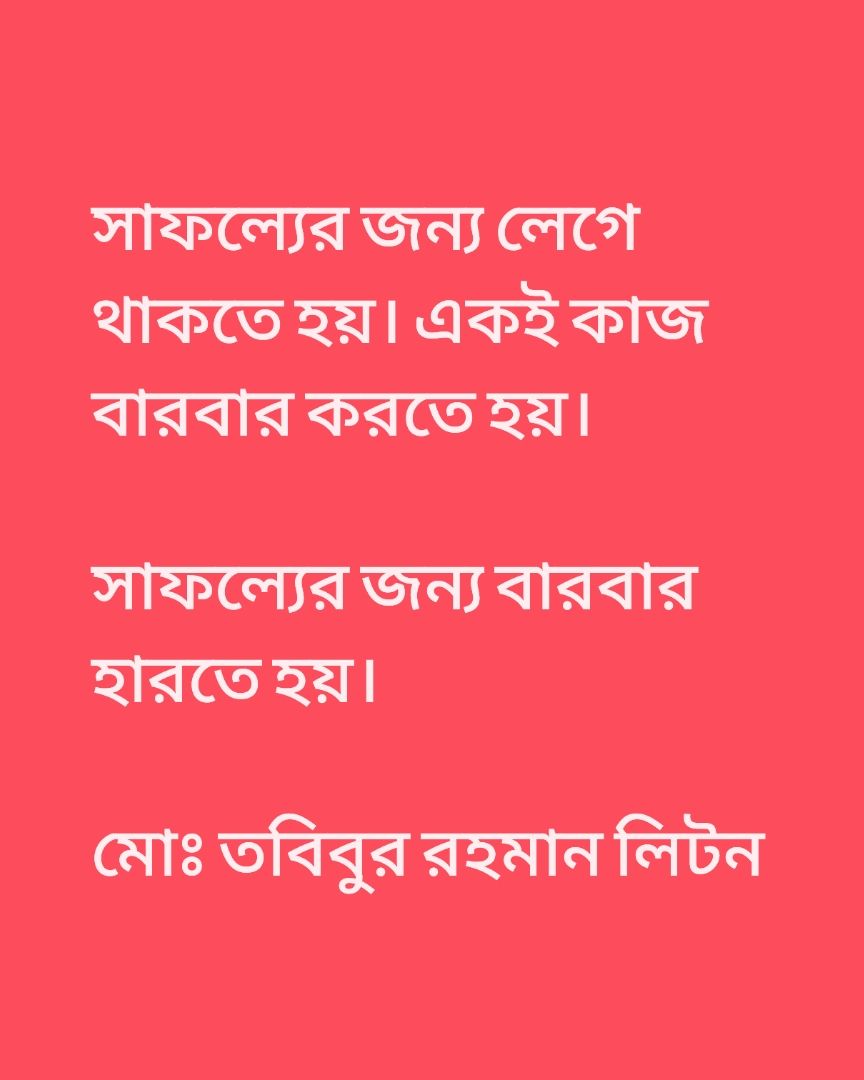 সাফল্যের জন্য লেগে
থাকতে হয়। একই কাজ
বারবার করতে হয়।
সাফল্যের জন্য বারবার
হারতে হয়।
মোঃ তবিবুর রহমান লিটন